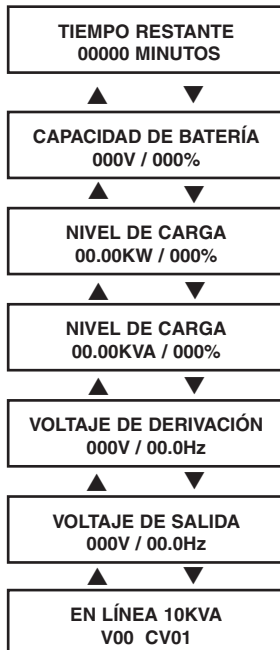 TIEMPO RESTANTE
00000 MINUTOS
CAPACIDAD DE BATERÍA
000V / 000%
NIVEL DE CARGA
00.00KW / 000%
NIVEL DE CARGA
00.00KVA / 000%
VOLTAJE DE DERIVACIÓN
000V / 00.0Hz
VOLTAJE DE SALIDA
000V / 00.0Hz
EN LÍNEA 10KVA
V00 CV01